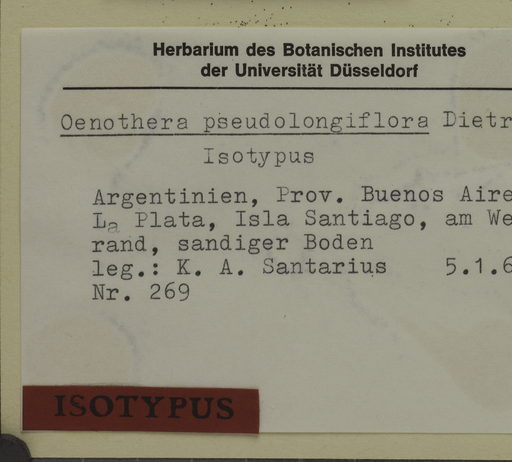 Herbarium des Botanischen Institutes
der Universität Düsseldorf
Oenothera pseudolongiflora Dietr
Isotypus
Argentinien, Prov. Buenos Aire
La Plata, Isla Santiago, am We
rand, sandiger Boden
leg.: K. A. Santarius 5.1.6
Nr. 269
ISOTYPUS